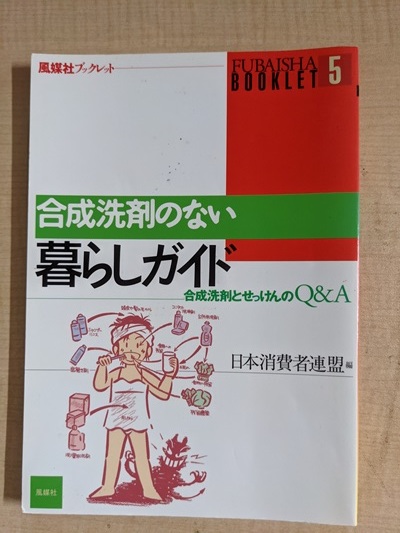 風媒社ブックレット
FUBAISHA
BOOKLET 5
合成洗剤のない
暮らしガイド
合成洗剤とせっけんのQ&A
日本消費者連盟 編
風媒社